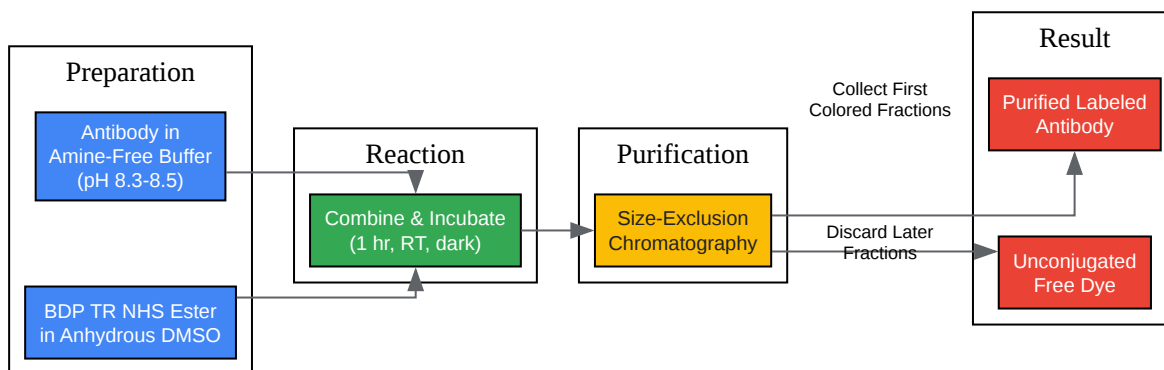 Preparation
Antibody in
Amine-Free Buffer
(pH 8.3-8.5)
BDP TR NHS Ester
in Anhydrous DMSO
Reaction
Combine & Incubate
(1 hr, RT, dark)
Purification
Size-Exclusion
Chromatography
Collect First
Colored Fractions
Discard Later
Fractions
Result
Purified Labeled
Antibody
Unconjugated
Free Dye